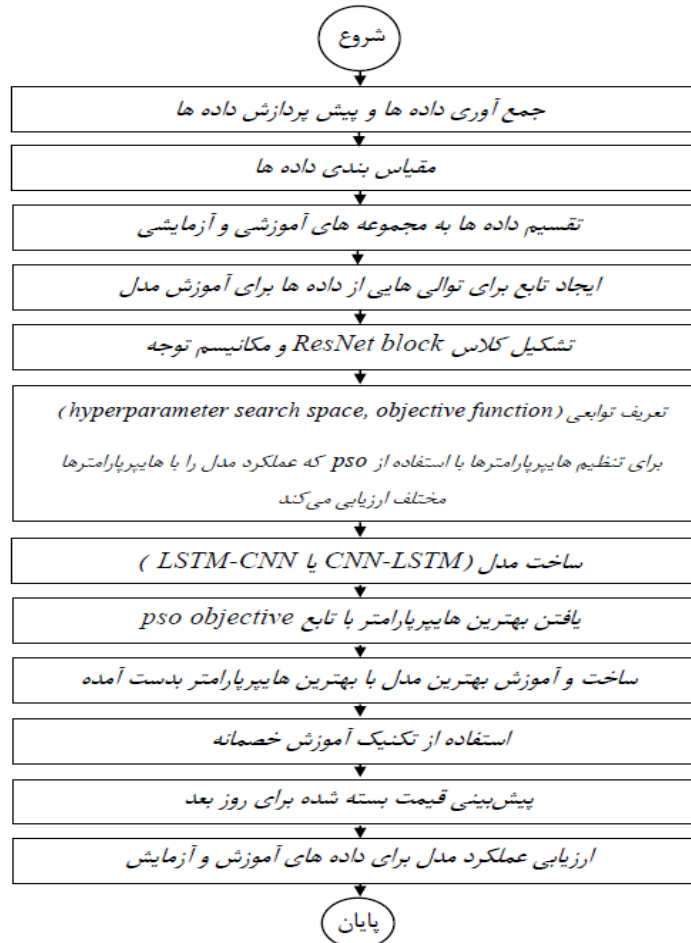 شروع
جمع آوری داده ها و پیش پردازش داده ها
مقیاس بندی داده ها
تقسیم داده ها به مجموعه های آموزشی و آزمایشی
ایجاد تابع برای توالی هایی از داده ها برای آموزش مدل
تشکیل کلاس ResNet block و مکانیسم توجه
تعریف توابعی (hyperparameter search space, objective function)
برای تنظیم هایپرپارامترها با استفاده از pso که عملکرد مدل را با هایپرپارامترها
مختلف ارزیابی می‌کند
ساخت مدل (CNN-LSTM یا LSTM-CNN )
یافتن بهترین هایپرپارامتر با تابع pso objective
ساخت و آموزش بهترین مدل با بهترین هایپرپارامتر بدست آمده
استفاده از تکنیک آموزش خصمانه
پیش‌بینی قیمت بسته شده برای روز بعد
ارزیابی عملکرد مدل برای داده های آموزش و آزمایش
پایان